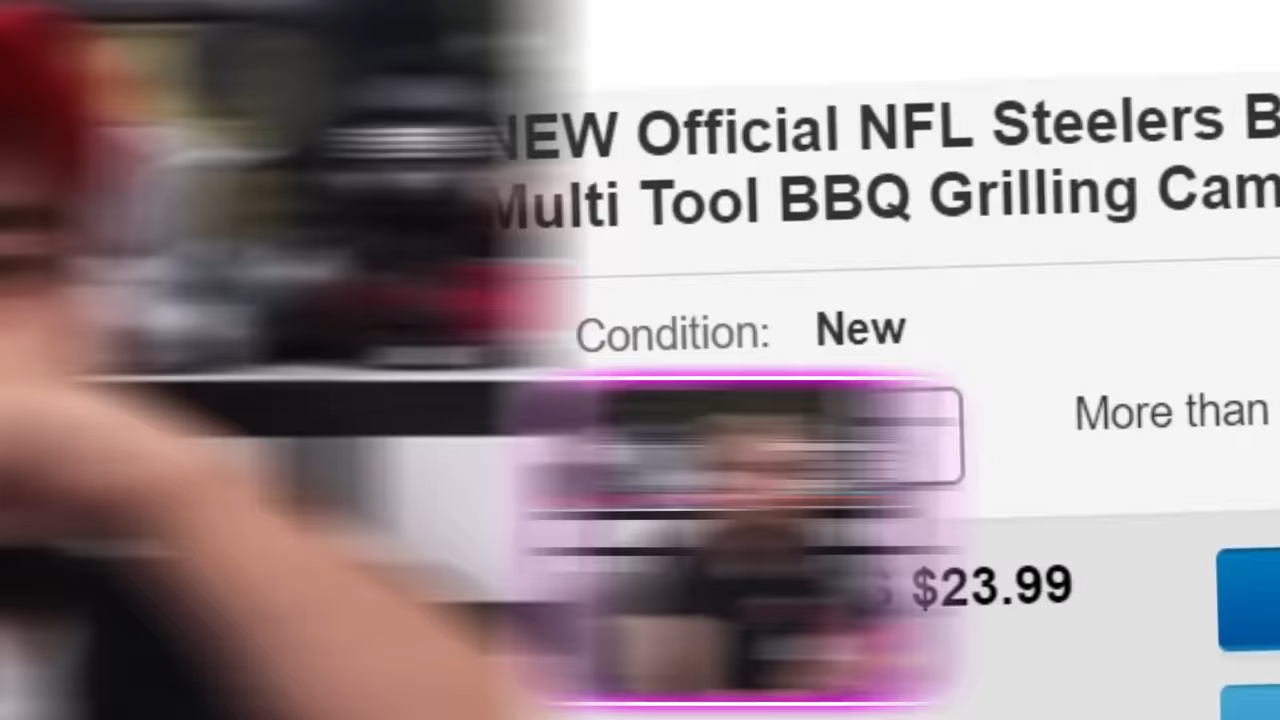 NEW Official NFL Steelers B
Multi Tool BBQ Grilling Cam
Condition: New
More than
$23.99